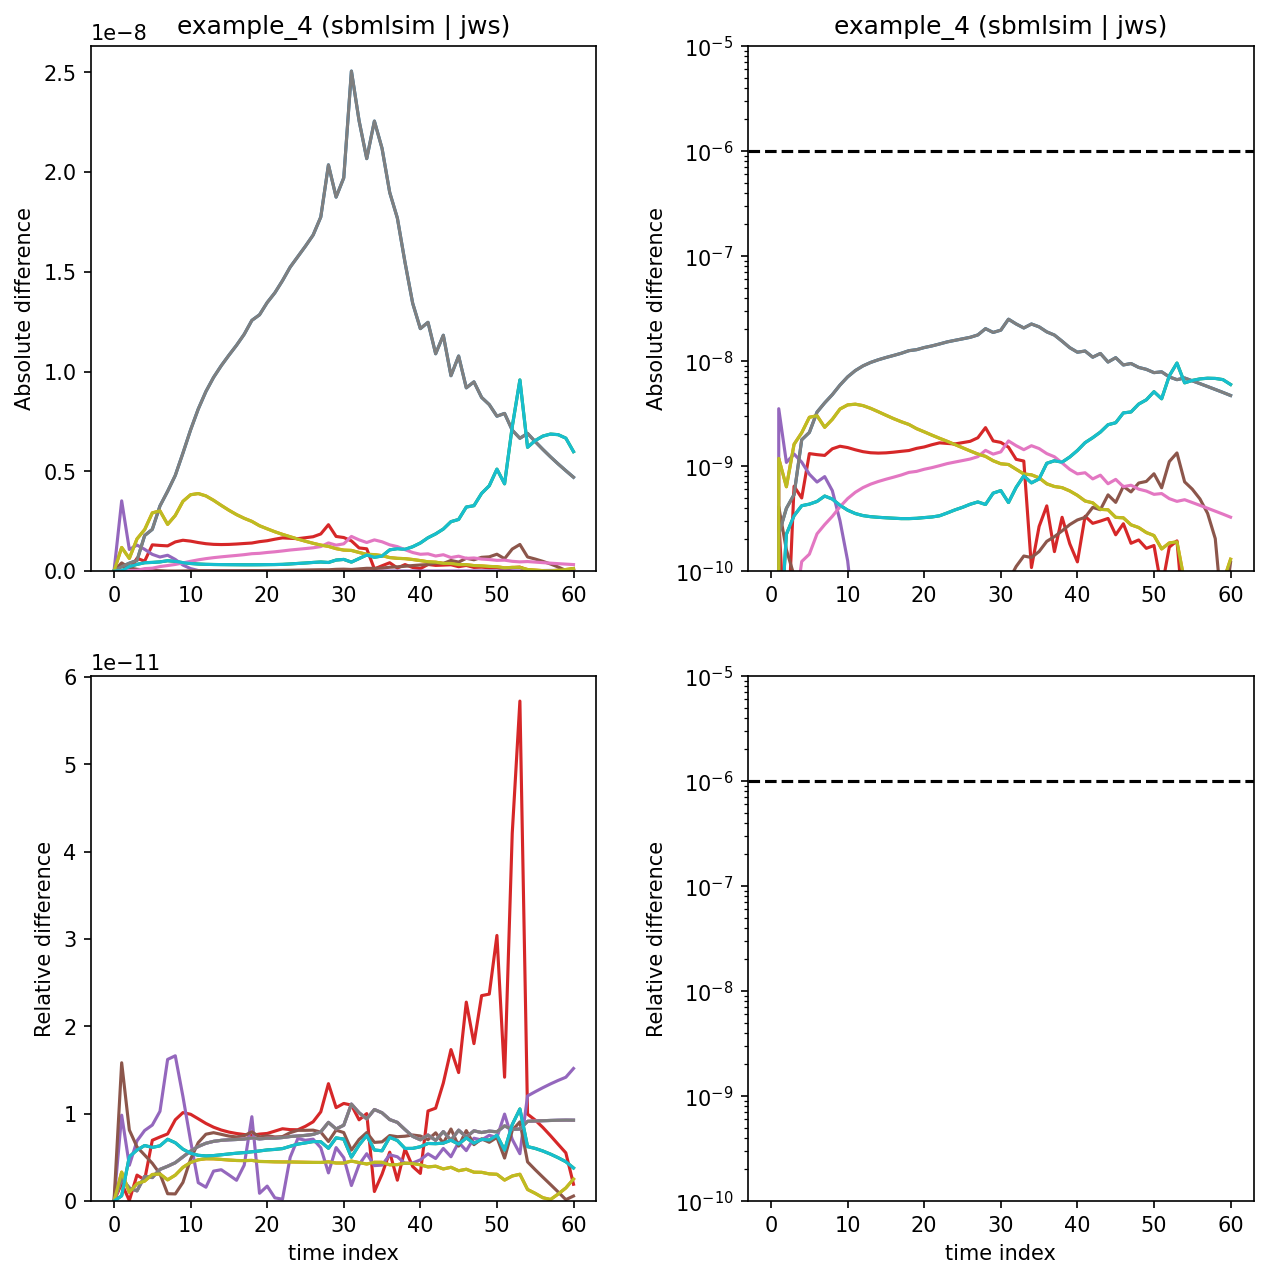 example_4 (sbmlsim | jws)
1e−8
Absolute difference
2.5
2.0
1.5
1.0
0.5
0.0
0 10 20 30 40 50 60
example_4 (sbmlsim | jws)
Absolute difference
10⁻⁵
10⁻⁶
10⁻⁷
10⁻⁸
10⁻⁹
10⁻¹⁰
0 10 20 30 40 50 60
1e−11
Relative difference
6
5
4
3
2
1
0
0 10 20 30 40 50 60
time index
Relative difference
10⁻⁵
10⁻⁶
10⁻⁷
10⁻⁸
10⁻⁹
10⁻¹⁰
0 10 20 30 40 50 60
time index